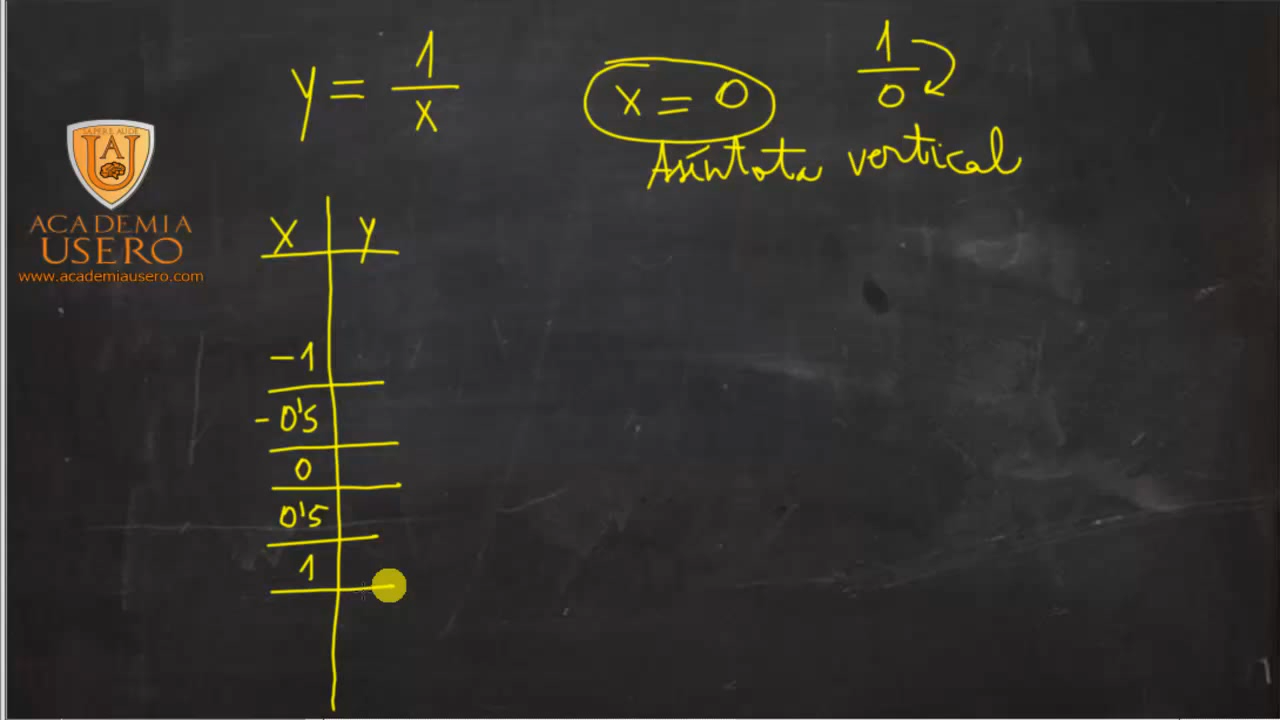 y = 1/x
x = 0
1/0
Asíntota vertical
SAPERE AUDE
UAI
ACADEMIA
USERO
www.academiausero.com
X Y
-1
-0'5
0
0'5
1